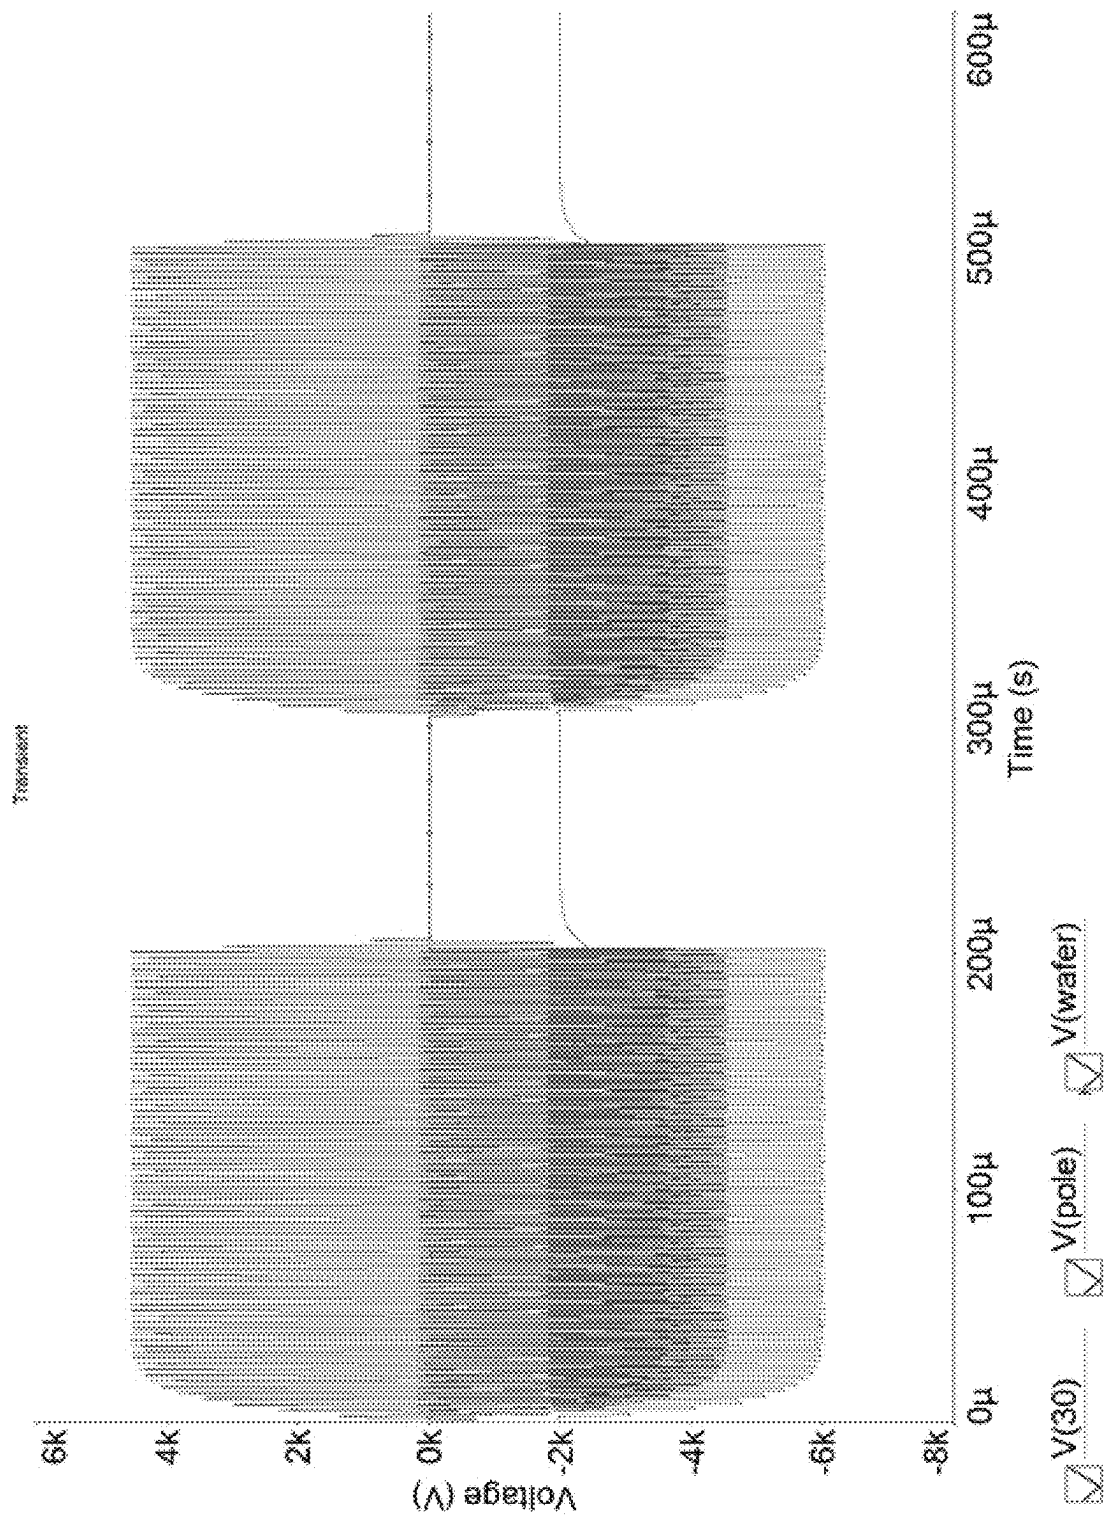 Transient
6k
4k
2k
0k
-2k
-4k
-6k
-8k
Voltage (V)
0µ
100µ
200µ
300µ
400µ
500µ
600µ
Time (s)
V(30) V(pole) V(wafer)